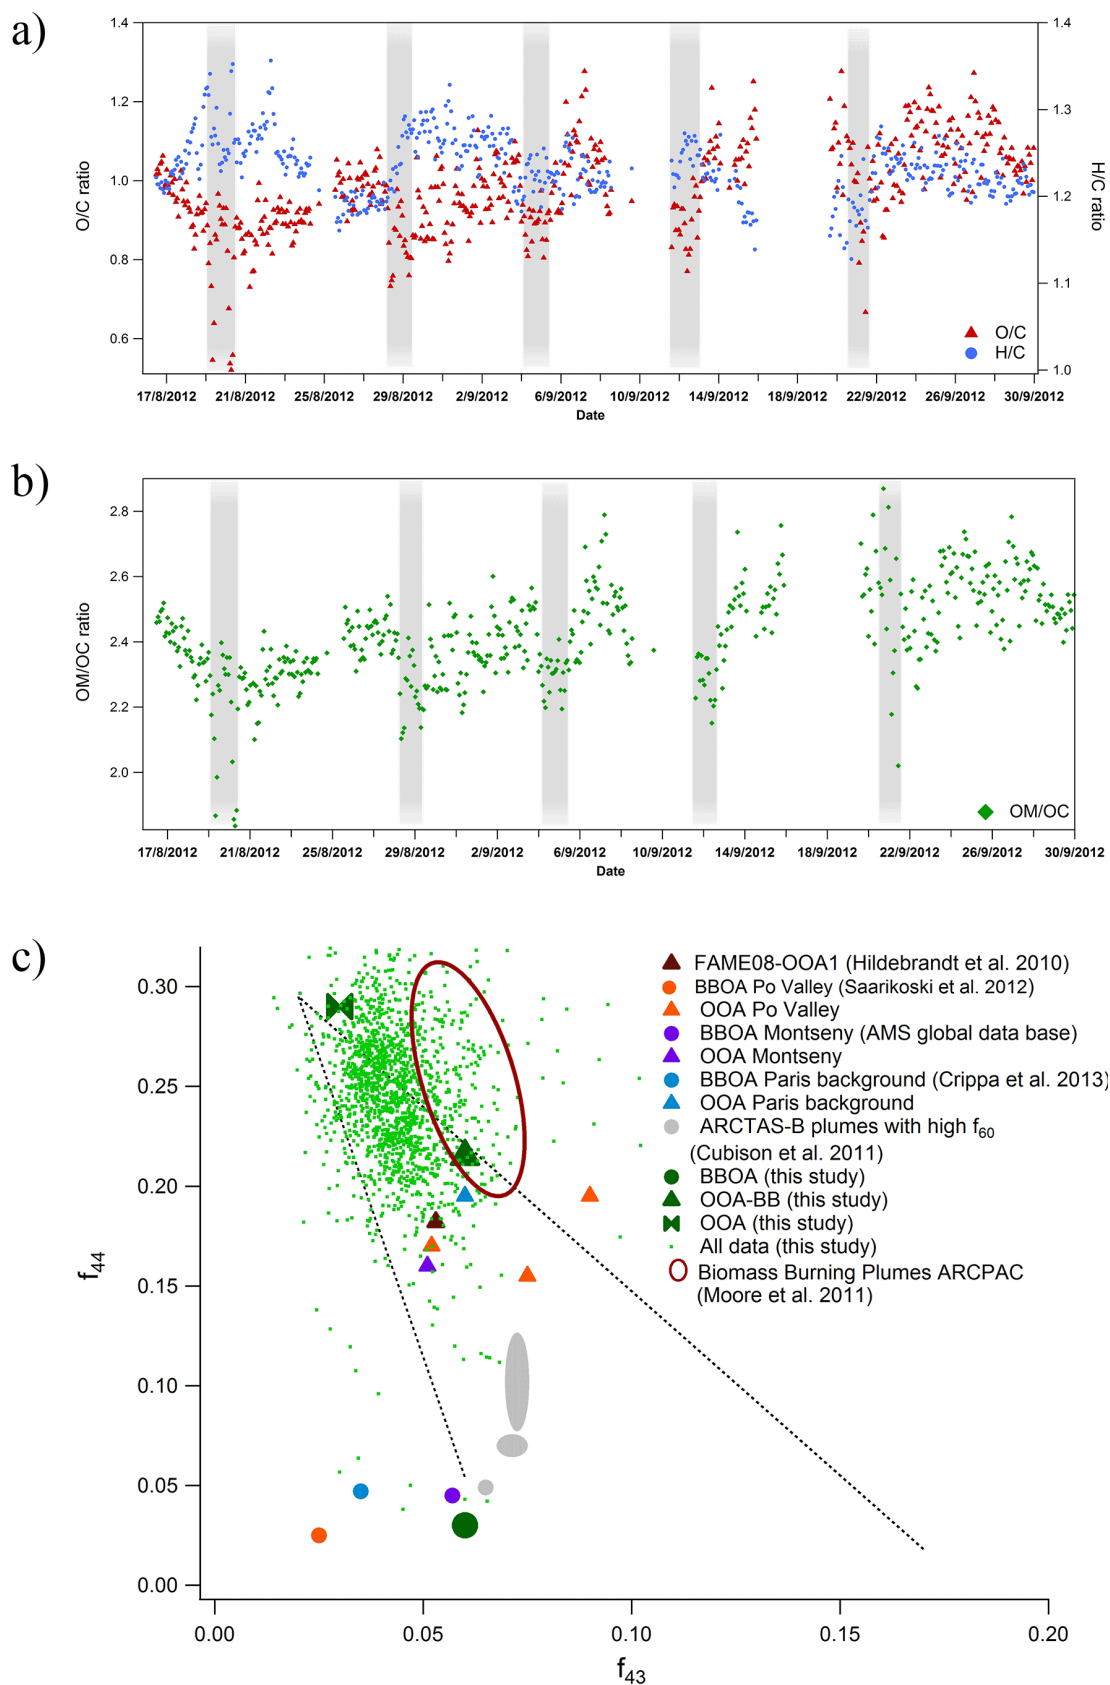 a)
1.4
1.2
1.0
0.8
0.6
O/C ratio
1.4
1.3
1.2
1.1
1.0
H/C ratio
O/C
H/C
17/8/2012 21/8/2012 25/8/2012 29/8/2012 2/9/2012 6/9/2012 10/9/2012 14/9/2012 18/9/2012 22/9/2012 26/9/2012 30/9/2012
Date
b)
2.8
2.6
2.4
2.2
2.0
OM/OC ratio
OM/OC
17/8/2012 21/8/2012 25/8/2012 29/8/2012 2/9/2012 6/9/2012 10/9/2012 14/9/2012 18/9/2012 22/9/2012 26/9/2012 30/9/2012
Date
c)
0.30
0.25
0.20
0.15
0.10
0.05
0.00
f44
FAME08-OOA1 (Hildebrandt et al. 2010)
BBOA Po Valley (Saarikoski et al. 2012)
OOA Po Valley
BBOA Montseny (AMS global data base)
OOA Montseny
BBOA Paris background (Crippa et al. 2013)
OOA Paris background
ARCTAS-B plumes with high f60
(Cubison et al. 2011)
BBOA (this study)
OOA-BB (this study)
OOA (this study)
All data (this study)
Biomass Burning Plumes ARCPAC
(Moore et al. 2011)
0.00 0.05 0.10 0.15 0.20
f43